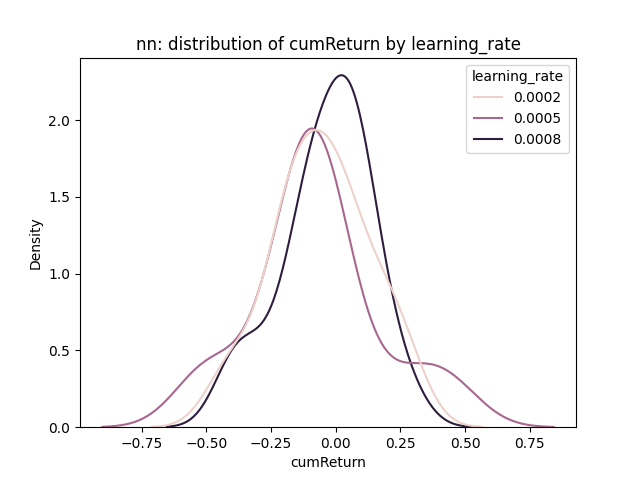 nn: distribution of cumReturn by learning_rate
learning_rate
0.0002
0.0005
0.0008
Density
2.0
1.5
1.0
0.5
0.0
−0.75 −0.50 −0.25 0.00 0.25 0.50 0.75
cumReturn